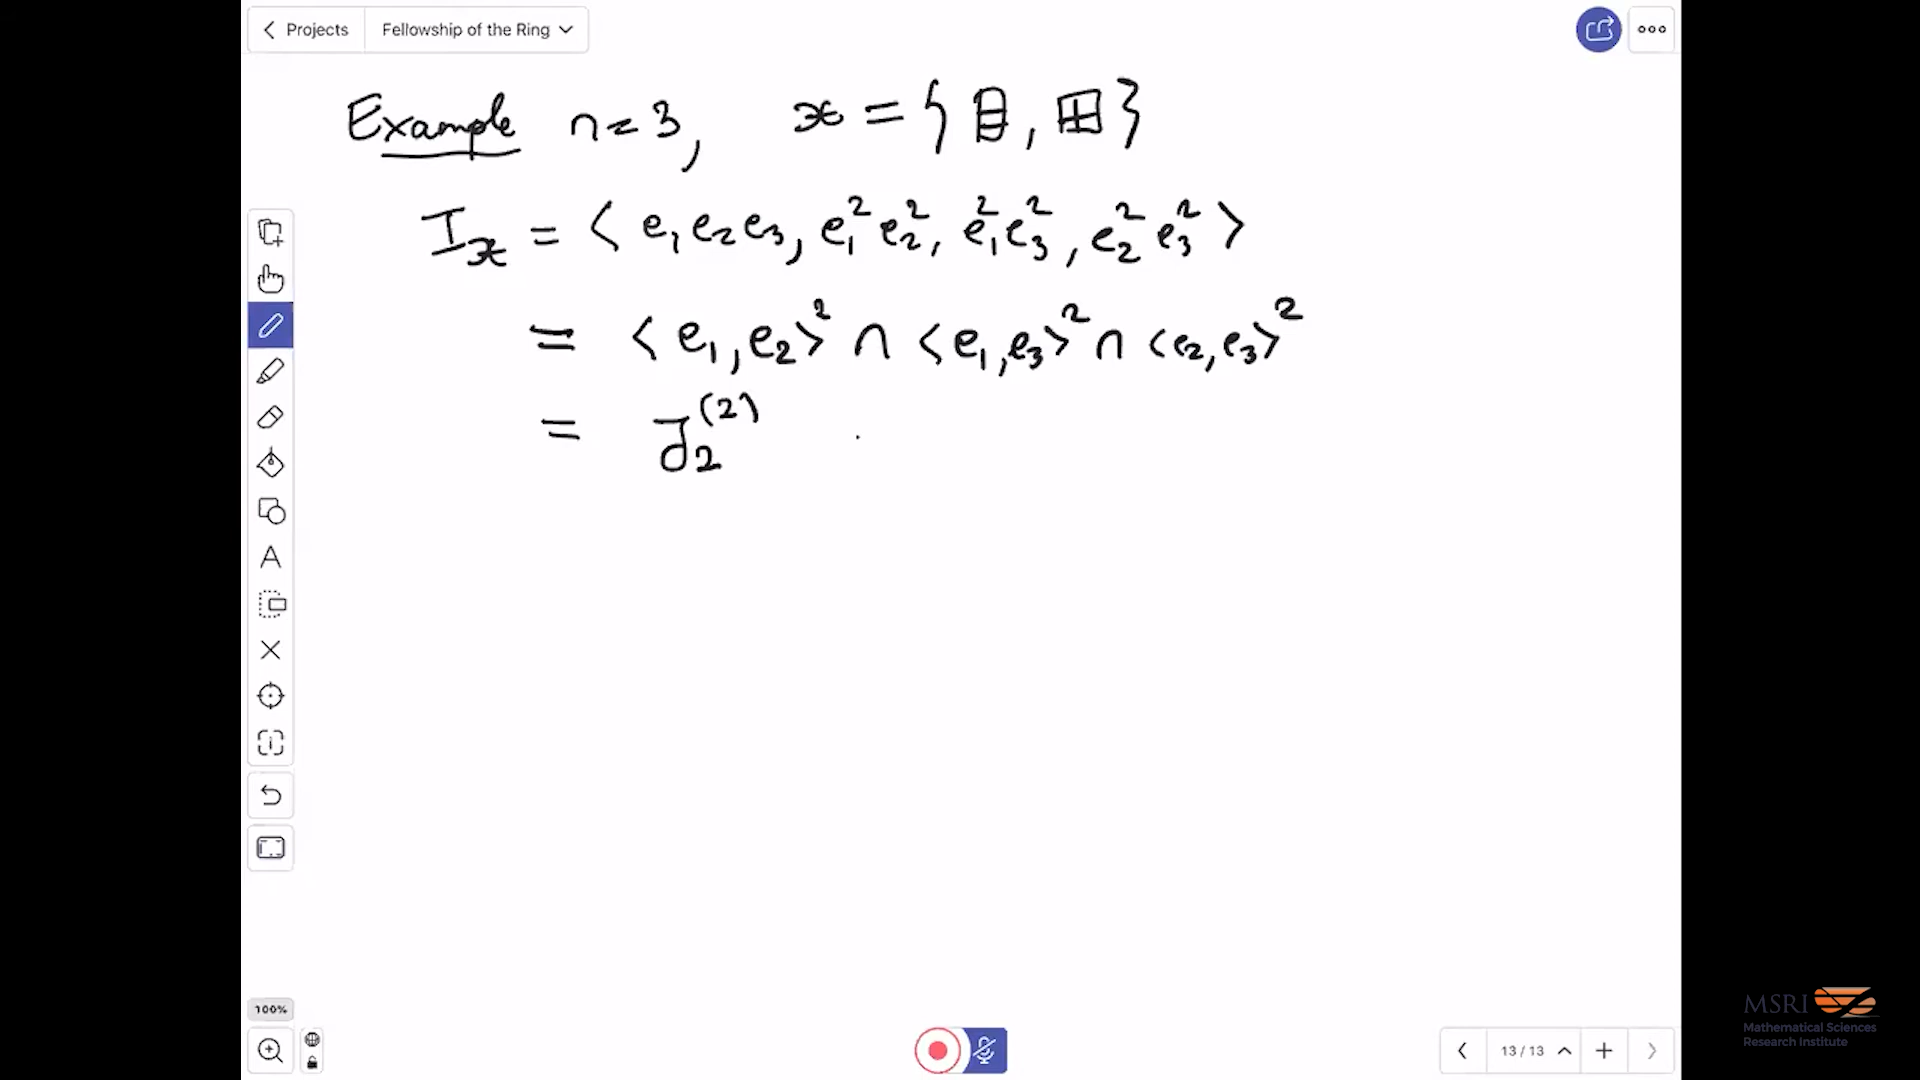 Projects
Fellowship of the Ring
Example n=3, 𝔛 = { , }
I_𝔛 = ⟨ e₁e₂e₃, e₁²e₂², e₁²e₃², e₂²e₃² ⟩
= ⟨e₁,e₂⟩² ∩ ⟨e₁,e₃⟩² ∩ ⟨e₂,e₃⟩²
= J₂⁽²⁾
A
100%
13/13
MSRI
Mathematical Sciences
Research Institute